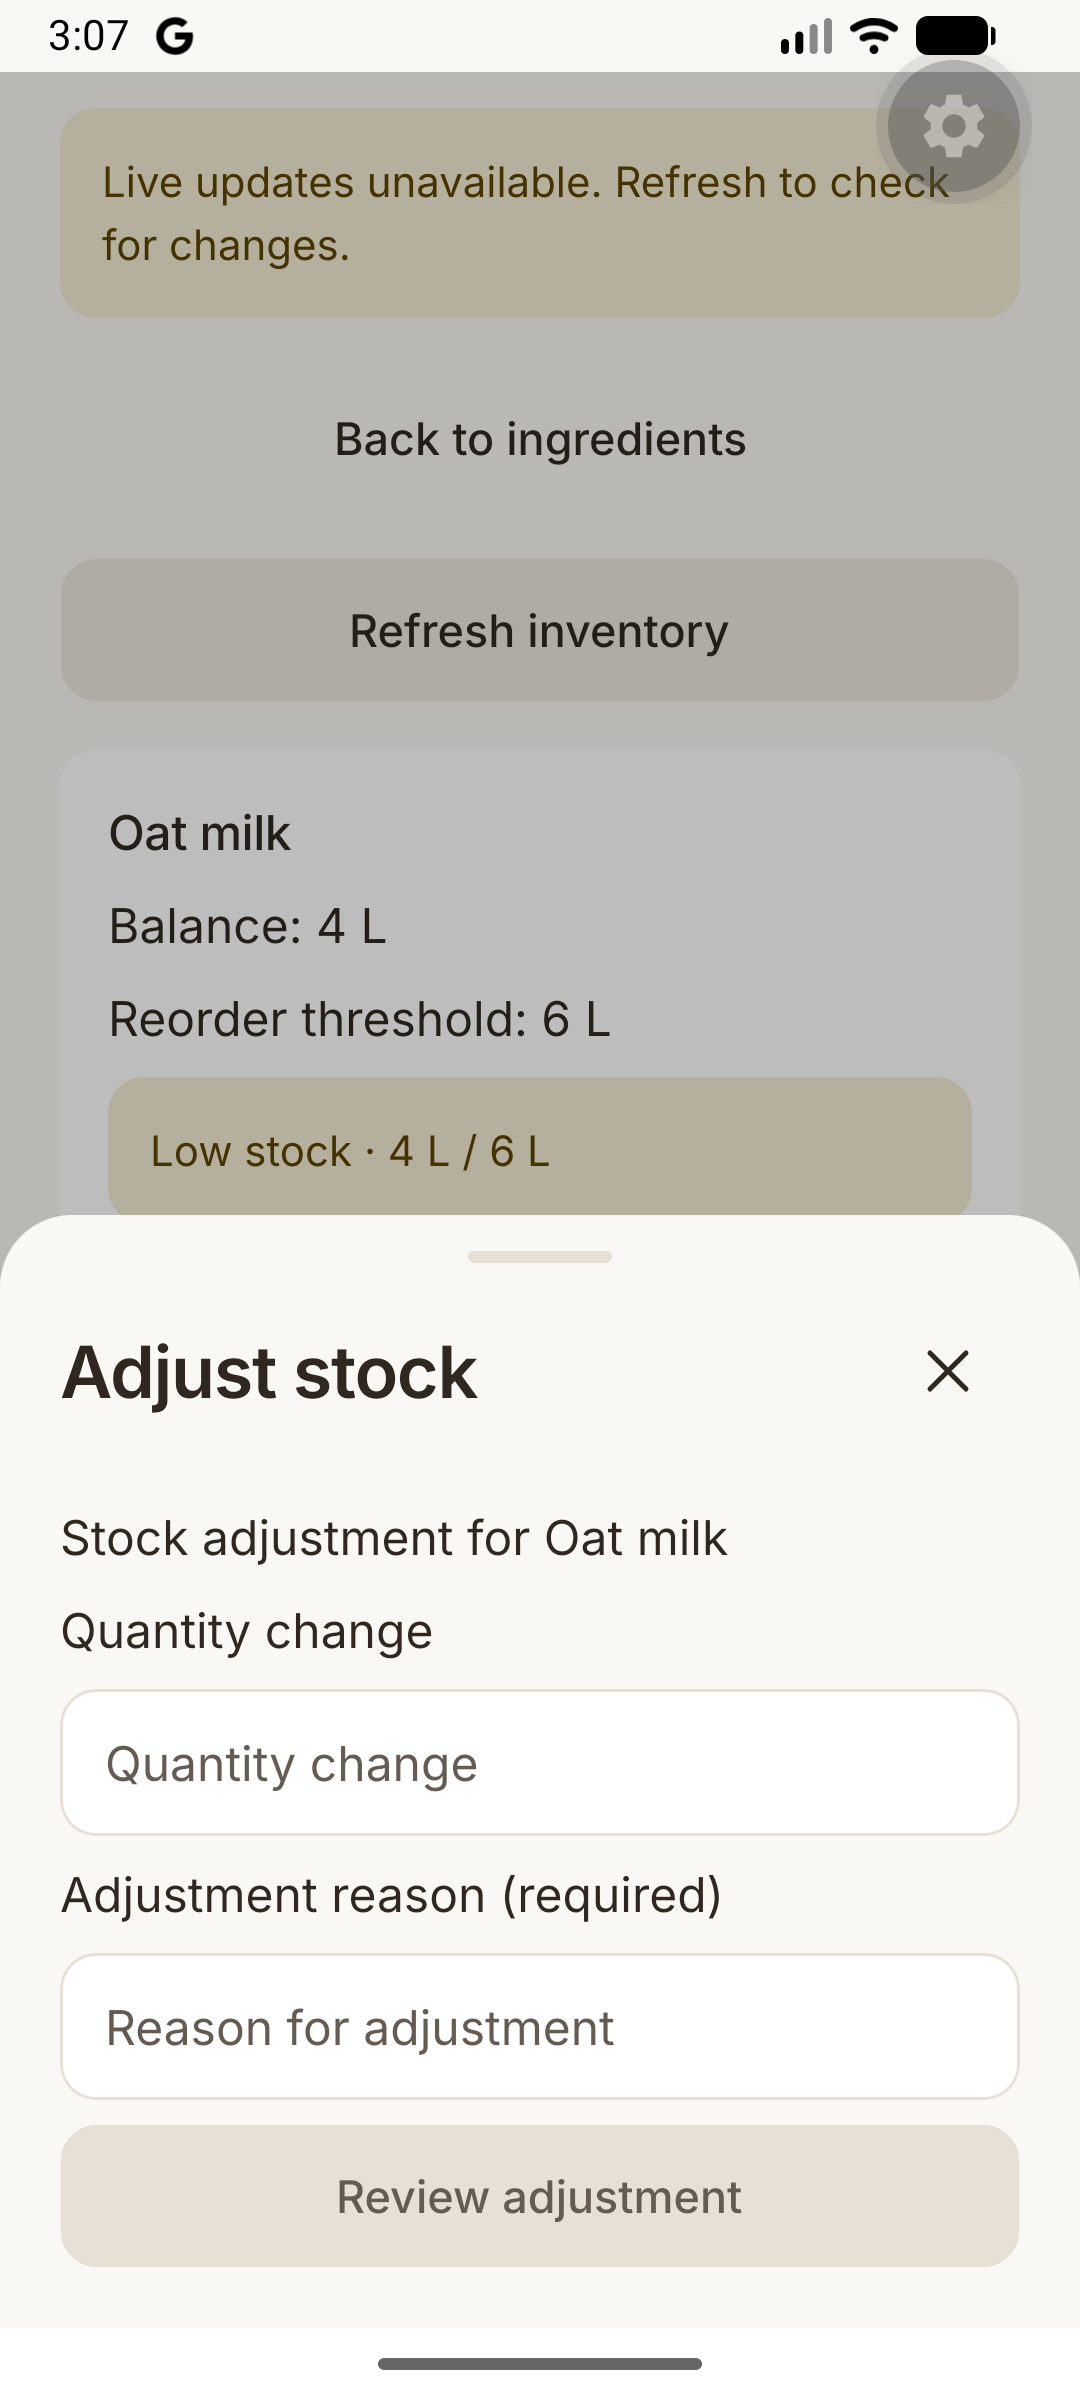 3:07
Live updates unavailable. Refresh to check
for changes.
Back to ingredients
Refresh inventory
Oat milk
Balance: 4 L
Reorder threshold: 6 L
Low stock · 4 L / 6 L
Adjust stock
Stock adjustment for Oat milk
Quantity change
Quantity change
Adjustment reason (required)
Reason for adjustment
Review adjustment